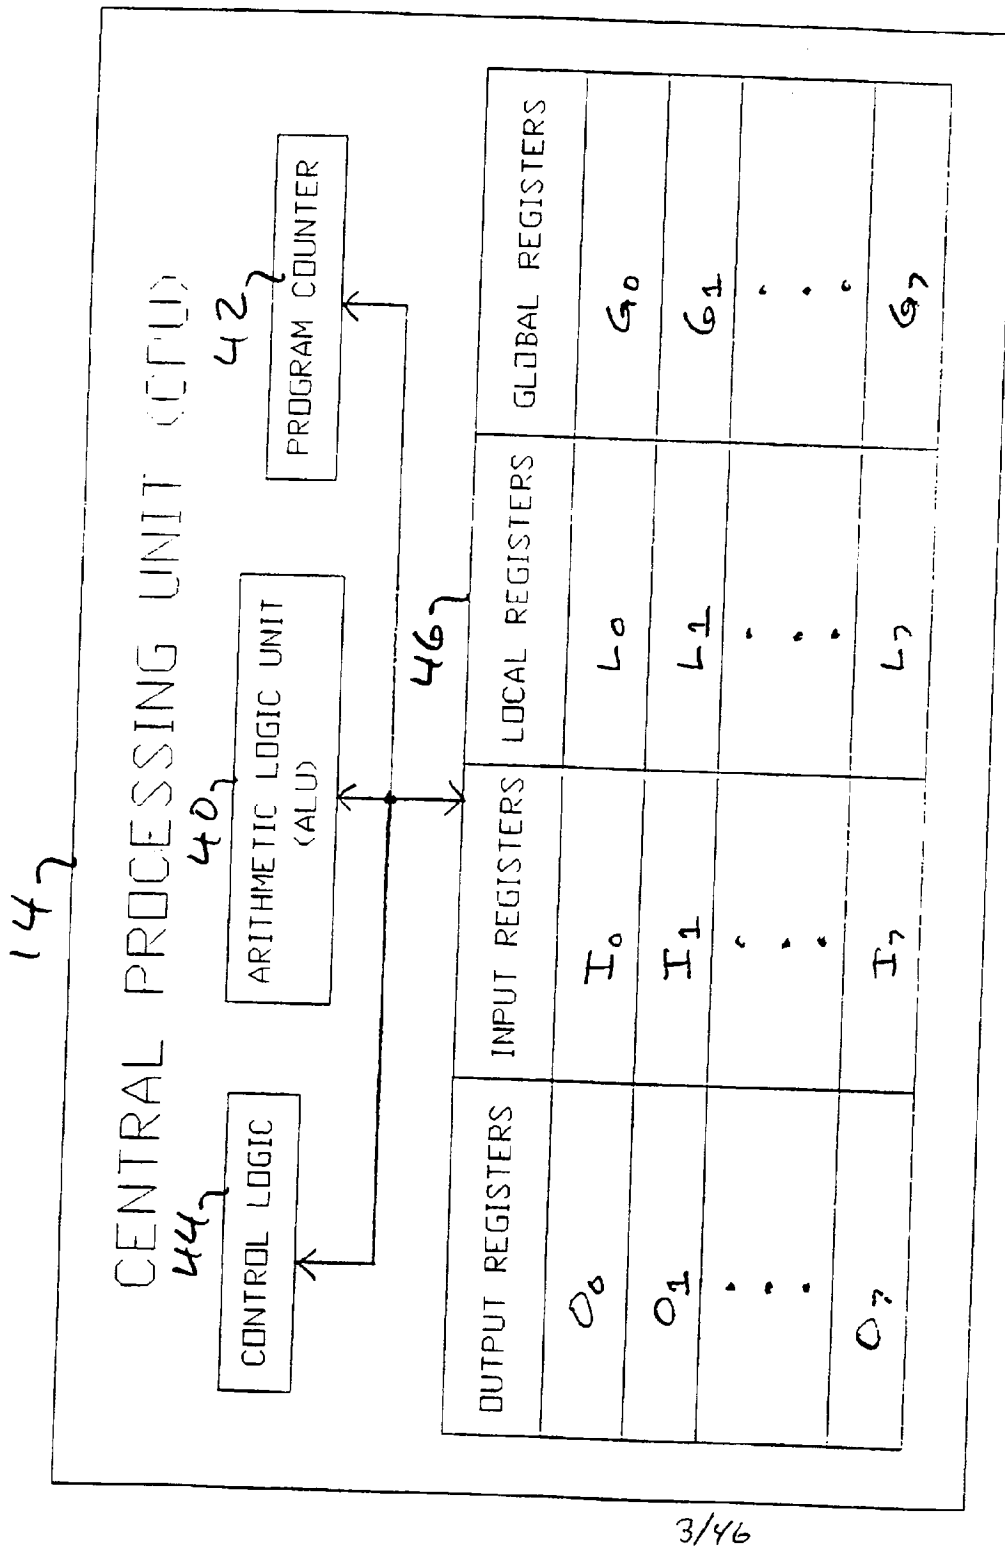 14
CENTRAL PROCESSING UNIT (CPU)
44
40
42
CONTROL LOGIC
ARITHMETIC LOGIC UNIT
(ALU)
PROGRAM COUNTER
46
OUTPUT REGISTERS INPUT REGISTERS LOCAL REGISTERS GLOBAL REGISTERS
O0 I0 L0 G0
O1 I1 L1 G1
O7 I7 L7 G7
3/46